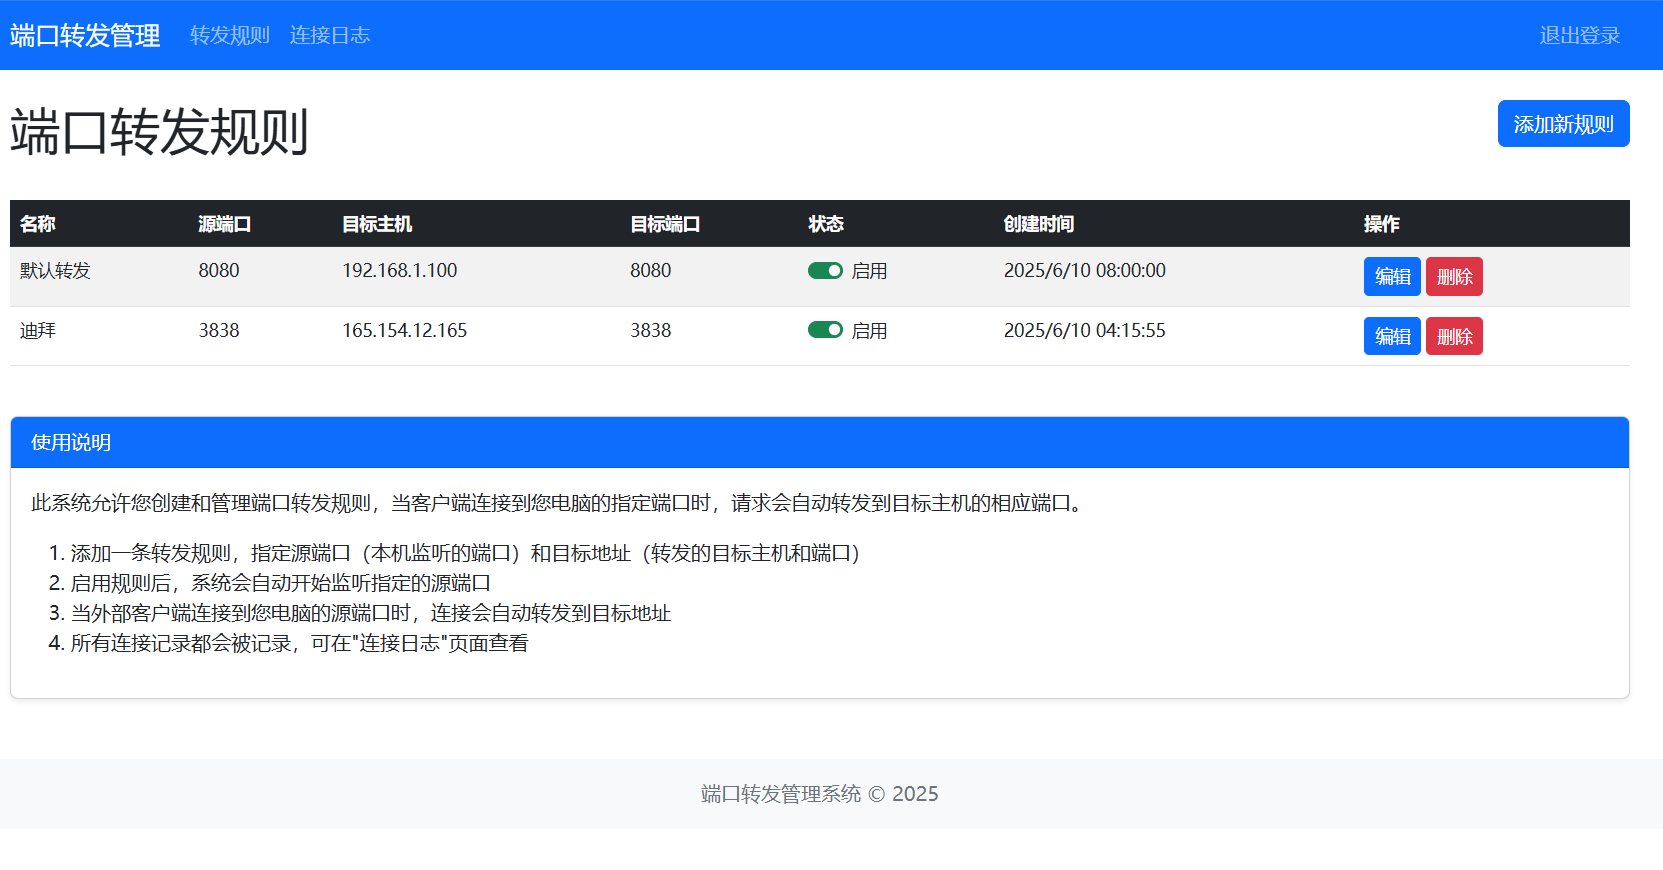 端口转发管理 转发规则 连接日志 退出登录
端口转发规则 添加新规则
名称 源端口 目标主机 目标端口 状态 创建时间 操作
默认转发 8080 192.168.1.100 8080 启用 2025/6/10 08:00:00 编辑 删除
迪拜 3838 165.154.12.165 3838 启用 2025/6/10 04:15:55 编辑 删除
使用说明
此系统允许您创建和管理端口转发规则，当客户端连接到您电脑的指定端口时，请求会自动转发到目标主机的相应端口。
1. 添加一条转发规则，指定源端口（本机监听的端口）和目标地址（转发的目标主机和端口）
2. 启用规则后，系统会自动开始监听指定的源端口
3. 当外部客户端连接到您电脑的源端口时，连接会自动转发到目标地址
4. 所有连接记录都会被记录，可在"连接日志"页面查看
端口转发管理系统 © 2025